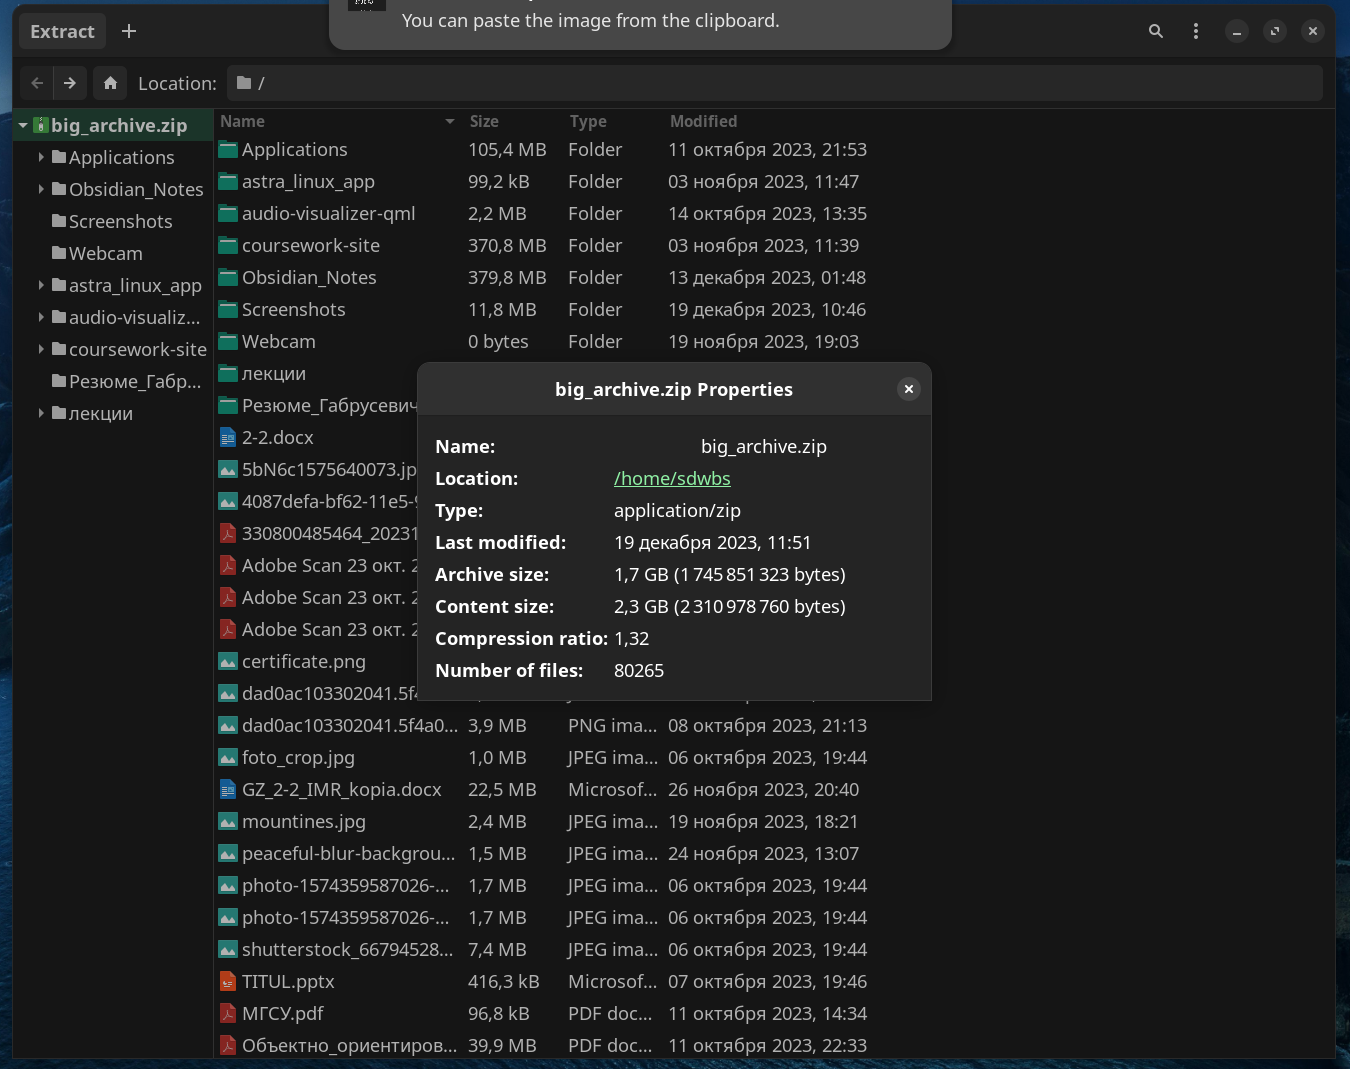 You can paste the image from the clipboard.
Extract
Location: /
big_archive.zip
Applications
Obsidian_Notes
Screenshots
Webcam
astra_linux_app
audio-visualiz...
coursework-site
Резюме_Габр...
лекции
Name Size Type Modified
Applications 105,4 MB Folder 11 октября 2023, 21:53
astra_linux_app 99,2 kB Folder 03 ноября 2023, 11:47
audio-visualizer-qml 2,2 MB Folder 14 октября 2023, 13:35
coursework-site 370,8 MB Folder 03 ноября 2023, 11:39
Obsidian_Notes 379,8 MB Folder 13 декабря 2023, 01:48
Screenshots 11,8 MB Folder 19 декабря 2023, 10:46
Webcam 0 bytes Folder 19 ноября 2023, 19:03
лекции
Резюме_Габрусевич
2-2.docx
5bN6c1575640073.jp
4087defa-bf62-11e5-9
330800485464_20231
Adobe Scan 23 окт. 2
Adobe Scan 23 окт. 2
Adobe Scan 23 окт. 2
certificate.png
dad0ac103302041.5f4
dad0ac103302041.5f4a0... 3,9 MB PNG ima... 08 октября 2023, 21:13
foto_crop.jpg 1,0 MB JPEG ima... 06 октября 2023, 19:44
GZ_2-2_IMR_kopia.docx 22,5 MB Microsof... 26 ноября 2023, 20:40
mountines.jpg 2,4 MB JPEG ima... 19 ноября 2023, 18:21
peaceful-blur-backgrou... 1,5 MB JPEG ima... 24 ноября 2023, 13:07
photo-1574359587026-... 1,7 MB JPEG ima... 06 октября 2023, 19:44
photo-1574359587026-... 1,7 MB JPEG ima... 06 октября 2023, 19:44
shutterstock_66794528... 7,4 MB JPEG ima... 06 октября 2023, 19:44
TITUL.pptx 416,3 kB Microsof... 07 октября 2023, 19:46
МГСУ.pdf 96,8 kB PDF doc... 11 октября 2023, 14:34
Объектно_ориентиров... 39,9 MB PDF doc... 11 октября 2023, 22:33
big_archive.zip Properties
Name: big_archive.zip
Location: /home/sdwbs
Type: application/zip
Last modified: 19 декабря 2023, 11:51
Archive size: 1,7 GB (1 745 851 323 bytes)
Content size: 2,3 GB (2 310 978 760 bytes)
Compression ratio: 1,32
Number of files: 80265